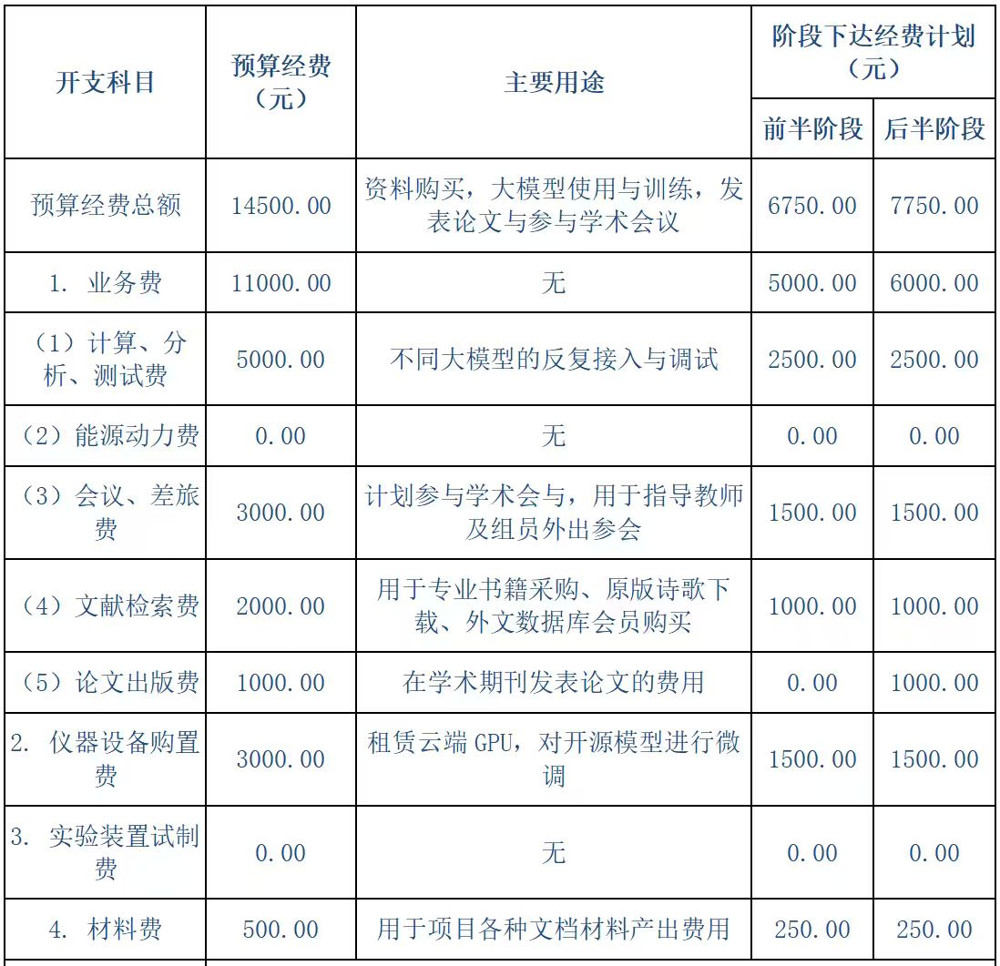 开支科目
预算经费
（元）
主要用途
阶段下达经费计划
（元）
前半阶段
后半阶段
预算经费总额
14500.00
资料购买，大模型使用与训练，发
表论文与参与学术会议
6750.00
7750.00
1. 业务费
11000.00
无
5000.00
6000.00
（1）计算、分
析、测试费
5000.00
不同大模型的反复接入与调试
2500.00
2500.00
（2）能源动力费
0.00
无
0.00
0.00
（3）会议、差旅
费
3000.00
计划参与学术会与，用于指导教师
及组员外出参会
1500.00
1500.00
（4）文献检索费
2000.00
用于专业书籍采购、原版诗歌下
载、外文数据库会员购买
1000.00
1000.00
（5）论文出版费
1000.00
在学术期刊发表论文的费用
0.00
1000.00
2. 仪器设备购置
费
3000.00
租赁云端 GPU，对开源模型进行微
调
1500.00
1500.00
3. 实验装置试制
费
0.00
无
0.00
0.00
4. 材料费
500.00
用于项目各种文档材料产出费用
250.00
250.00